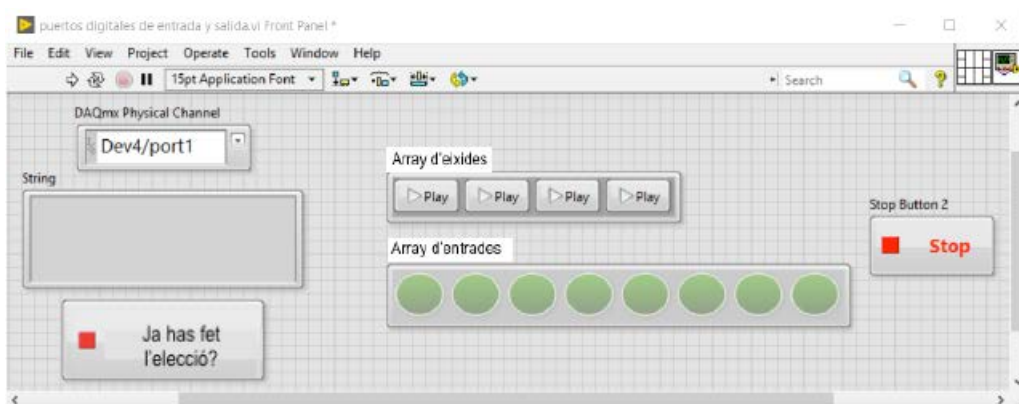 puertos digitales de entrada y salida.vi Front Panel *
File Edit View Project Operate Tools Window Help
15pt Application Font
Search
DAQmx Physical Channel
Dev4/port1
String
Array d'eixides
Play Play Play Play
Stop Button 2
Stop
Array d'entrades
Ja has fet
l'elecció?